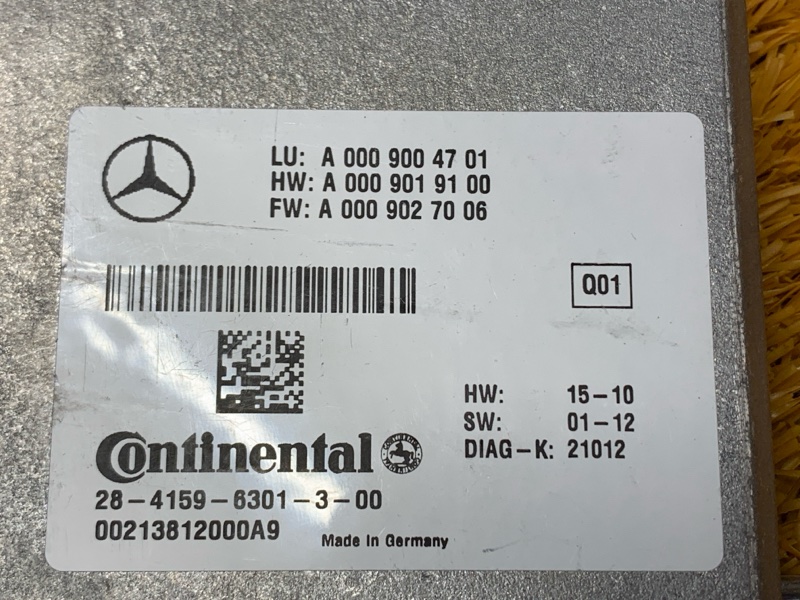 LU: A 000 900 47 01
HW: A 000 901 91 00
FW: A 000 902 70 06
Q01
HW: 15-10
SW: 01-12
DIAG-K: 21012
Continental
28-4159-6301-3-00
00213812000A9
Made in Germany